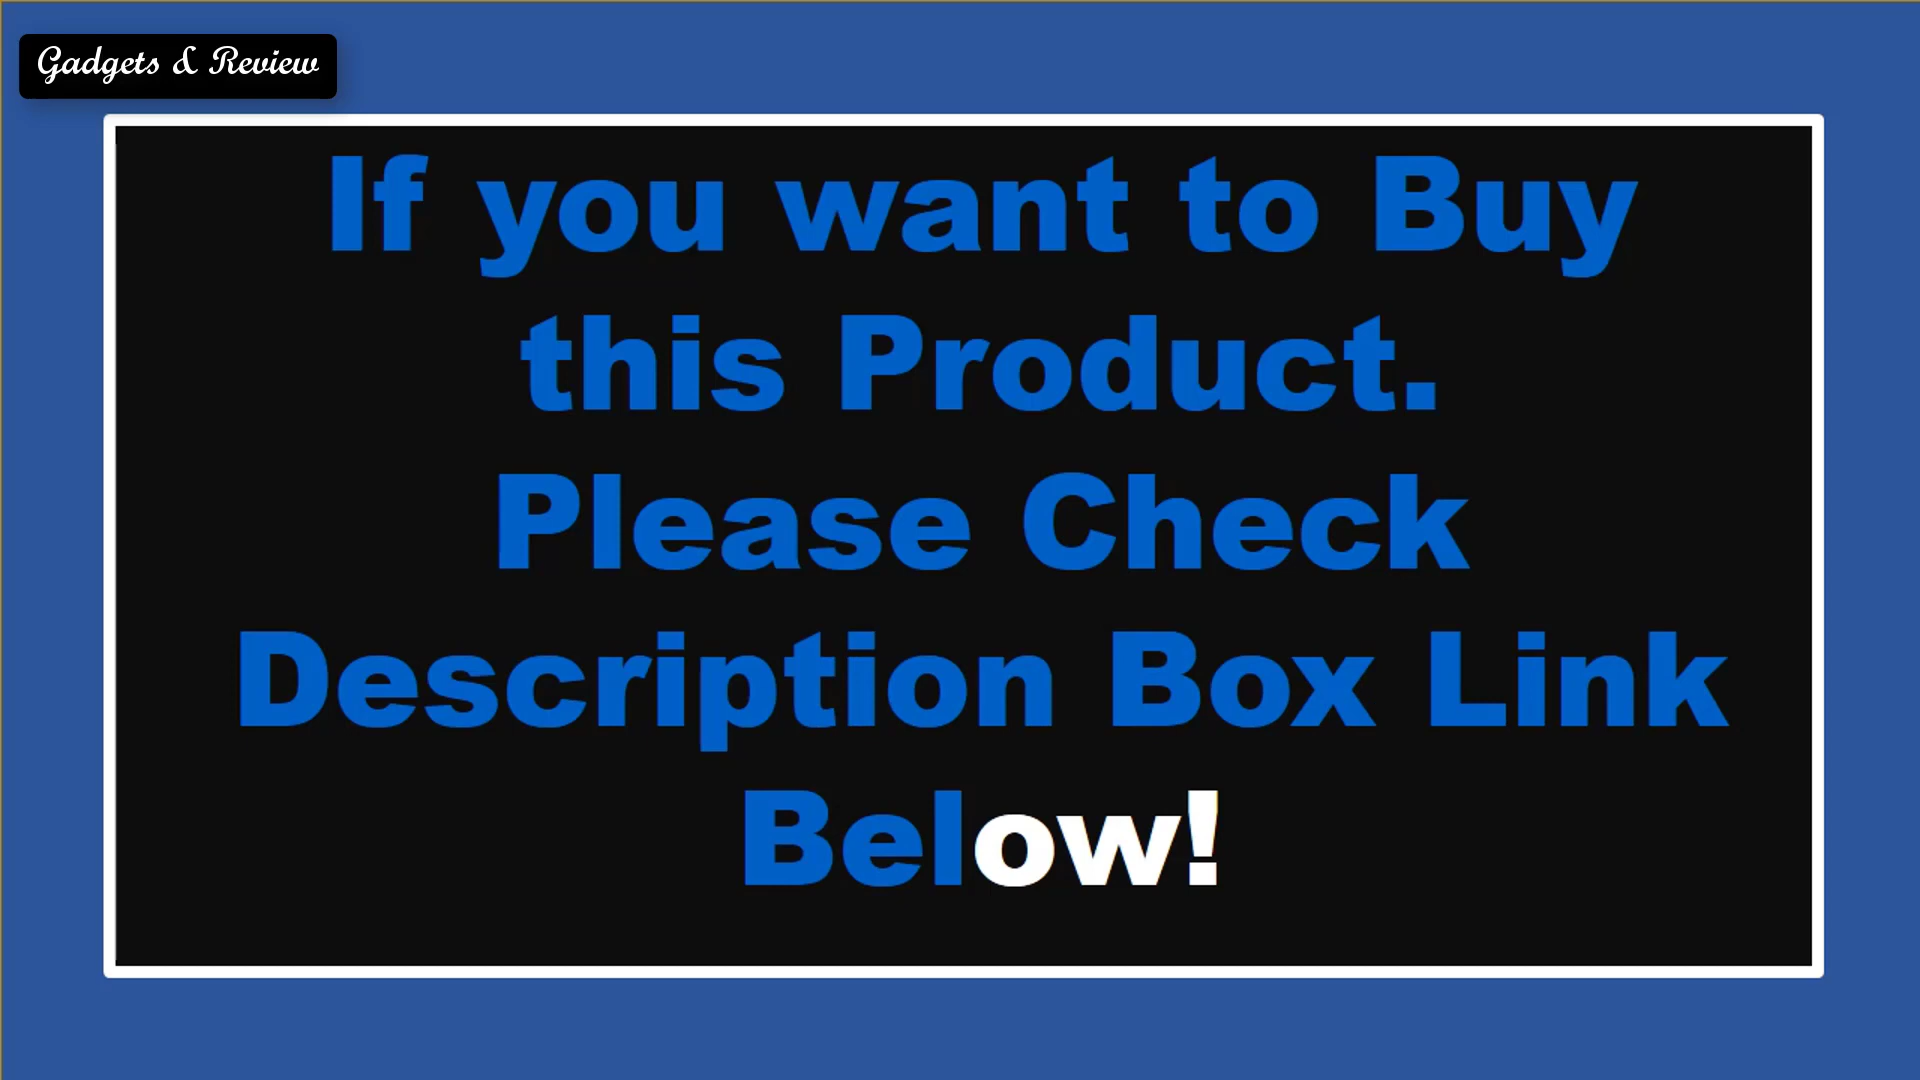 Gadgets & Review
If you want to Buy
this Product.
Please Check
Description Box Link
Below!